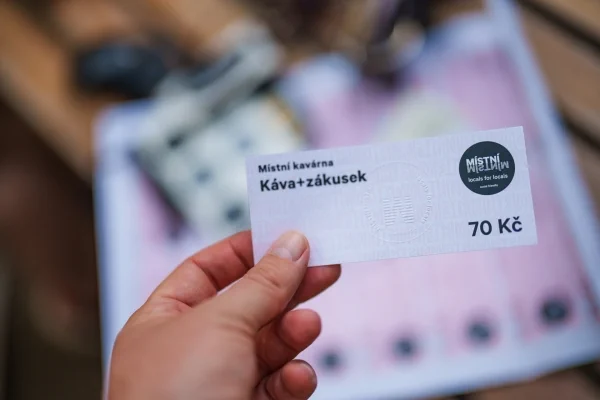 Místní kavárna
Káva+zákusek
MÍSTNÍ
MÍSTNÍ
locals for locals
70 Kč